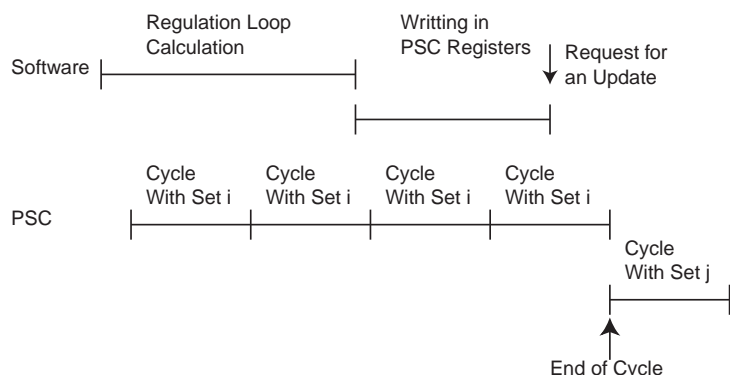 Regulation Loop
Calculation
Writting in
PSC Registers
Request for
an Update
Software
Cycle
With Set i
Cycle
With Set i
Cycle
With Set i
Cycle
With Set i
PSC
Cycle
With Set j
End of Cycle